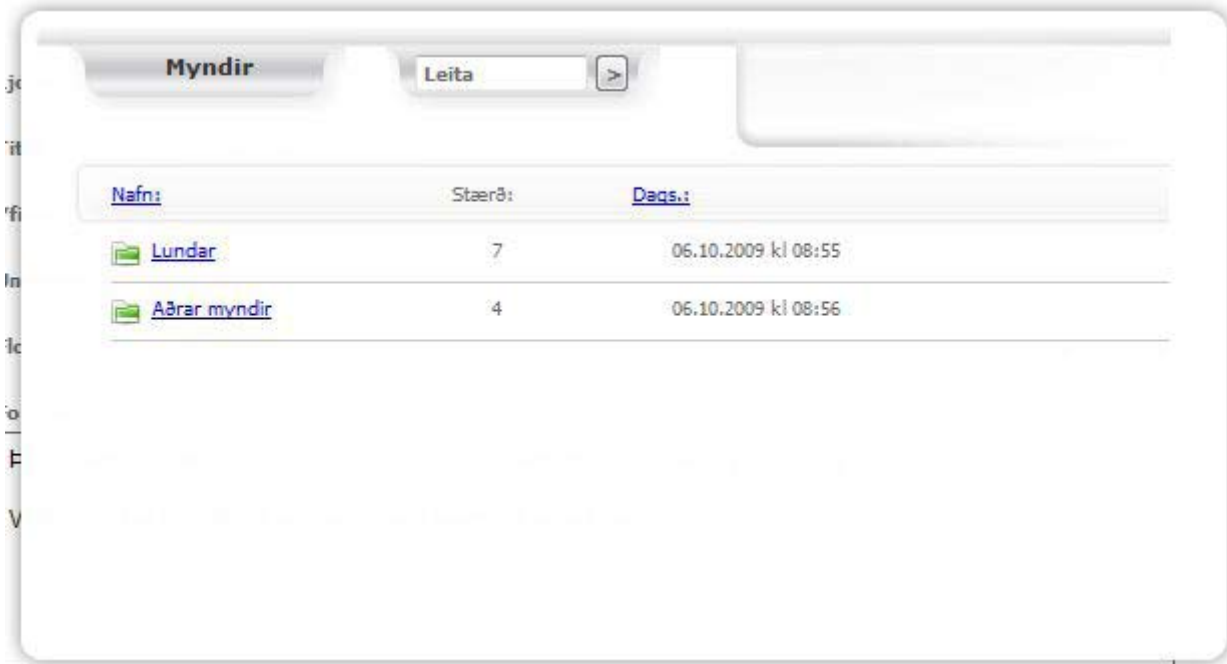 Myndir
Leita >
Nafn: Stærð: Dags.:
Lundar 7 06.10.2009 kl 08:55
Aðrar myndir 4 06.10.2009 kl 08:56